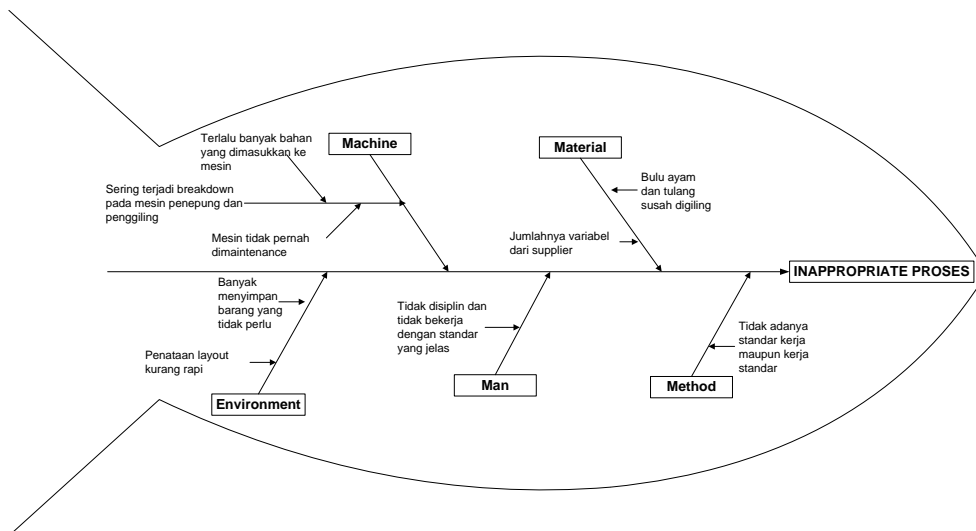 Terlalu banyak bahan
yang dimasukkan ke
mesin
Machine
Material
Sering terjadi breakdown
pada mesin penepung dan
penggiling
Bulu ayam
dan tulang
susah digiling
Mesin tidak pernah
dimaintenance
Jumlahnya variabel
dari supplier
INAPPROPRIATE PROSES
Banyak
menyimpan
barang yang
tidak perlu
Tidak disiplin dan
tidak bekerja
dengan standar
yang jelas
Tidak adanya
standar kerja
maupun kerja
standar
Penataan layout
kurang rapi
Environment
Man
Method